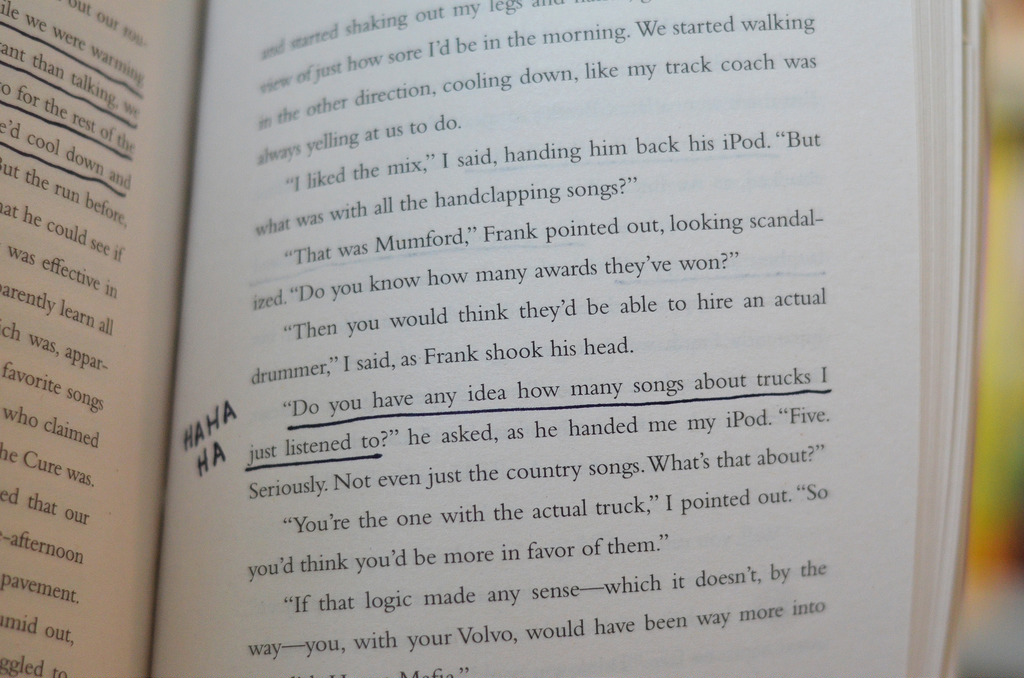 out our rou-
ile we were warming
ant than talking, we
o for the rest of the
e'd cool down and
But the run before,
at he could see if
was effective in
arently learn all
ich was, appar-
favorite songs
who claimed
he Cure was.
ed that our
-afternoon
pavement.
umid out,
ggled to
and started shaking out my legs and
view of just how sore I'd be in the morning. We started walking
in the other direction, cooling down, like my track coach was
always yelling at us to do.
"I liked the mix," I said, handing him back his iPod. "But
what was with all the handclapping songs?"
"That was Mumford," Frank pointed out, looking scandal-
ized. "Do you know how many awards they've won?"
"Then you would think they'd be able to hire an actual
drummer," I said, as Frank shook his head.
"Do you have any idea how many songs about trucks I
HAHA
HA
just listened to?" he asked, as he handed me my iPod. "Five.
Seriously. Not even just the country songs. What's that about?"
"You're the one with the actual truck," I pointed out. "So
you'd think you'd be more in favor of them."
"If that logic made any sense—which it doesn't, by the
way—you, with your Volvo, would have been way more into
Mafia."